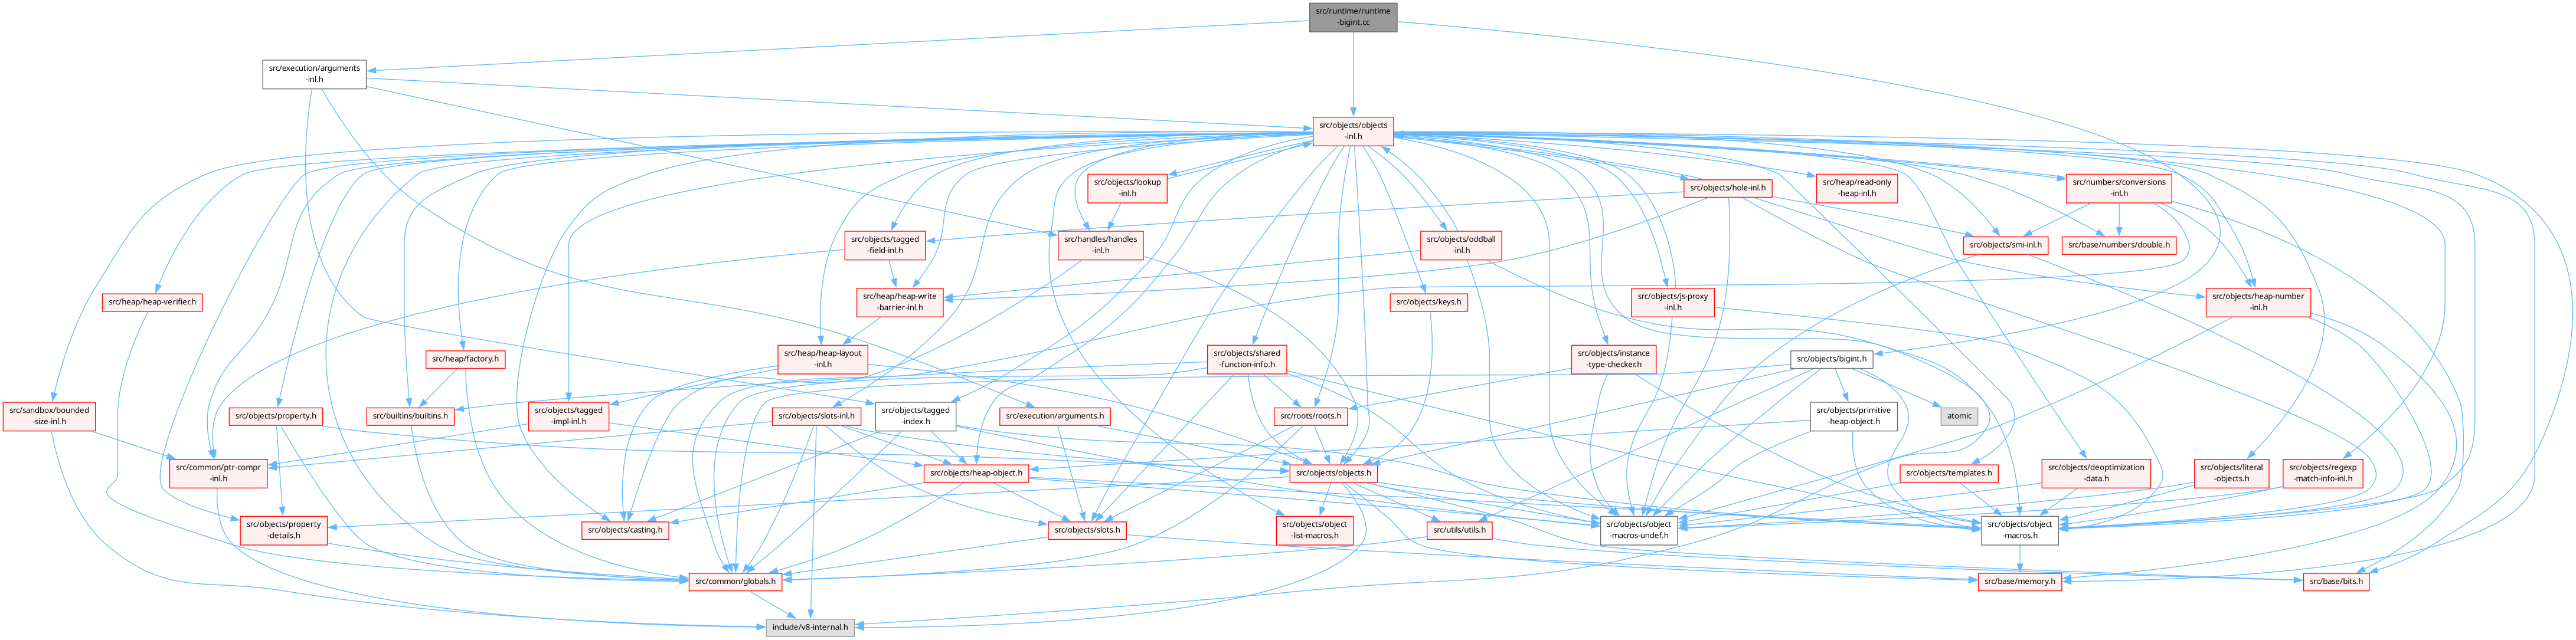 src/runtime/runtime
-bigint.cc
src/execution/arguments
-inl.h
src/objects/objects
-inl.h
src/objects/lookup
-inl.h
src/objects/hole-inl.h
src/heap/read-only
-heap-inl.h
src/numbers/conversions
-inl.h
src/objects/tagged
-field-inl.h
src/handles/handles
-inl.h
src/objects/oddball
-inl.h
src/objects/smi-inl.h
src/base/numbers/double.h
src/heap/heap-verifier.h
src/heap/heap-write
-barrier-inl.h
src/objects/keys.h
src/objects/js-proxy
-inl.h
src/objects/heap-number
-inl.h
src/heap/factory.h
src/heap/heap-layout
-inl.h
src/objects/shared
-function-info.h
src/objects/instance
-type-checker.h
src/objects/bigint.h
src/sandbox/bounded
-size-inl.h
src/objects/property.h
src/builtins/builtins.h
src/objects/tagged
-impl-inl.h
src/objects/slots-inl.h
src/objects/tagged
-index.h
src/execution/arguments.h
src/roots/roots.h
src/objects/primitive
-heap-object.h
atomic
src/common/ptr-compr
-inl.h
src/objects/heap-object.h
src/objects/objects.h
src/objects/templates.h
src/objects/deoptimization
-data.h
src/objects/literal
-objects.h
src/objects/regexp
-match-info-inl.h
src/objects/property
-details.h
src/objects/casting.h
src/objects/slots.h
src/objects/object
-list-macros.h
src/utils/utils.h
src/objects/object
-macros-undef.h
src/objects/object
-macros.h
src/common/globals.h
src/base/memory.h
src/base/bits.h
include/v8-internal.h